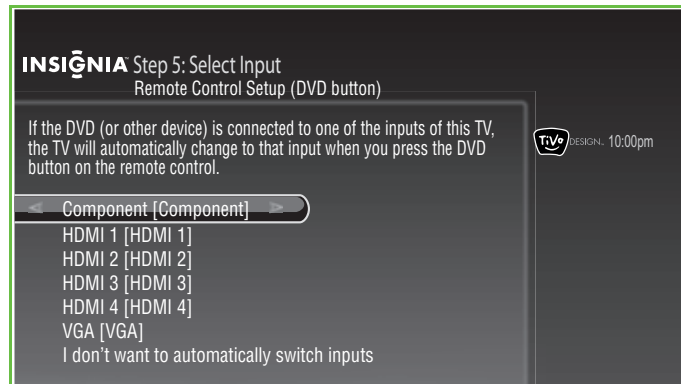 INSIGNIA™ Step 5: Select Input
Remote Control Setup (DVD button)
If the DVD (or other device) is connected to one of the inputs of this TV,
the TV will automatically change to that input when you press the DVD
button on the remote control.
TiVo DESIGN™ 10:00pm
Component [Component]
HDMI 1 [HDMI 1]
HDMI 2 [HDMI 2]
HDMI 3 [HDMI 3]
HDMI 4 [HDMI 4]
VGA [VGA]
I don't want to automatically switch inputs